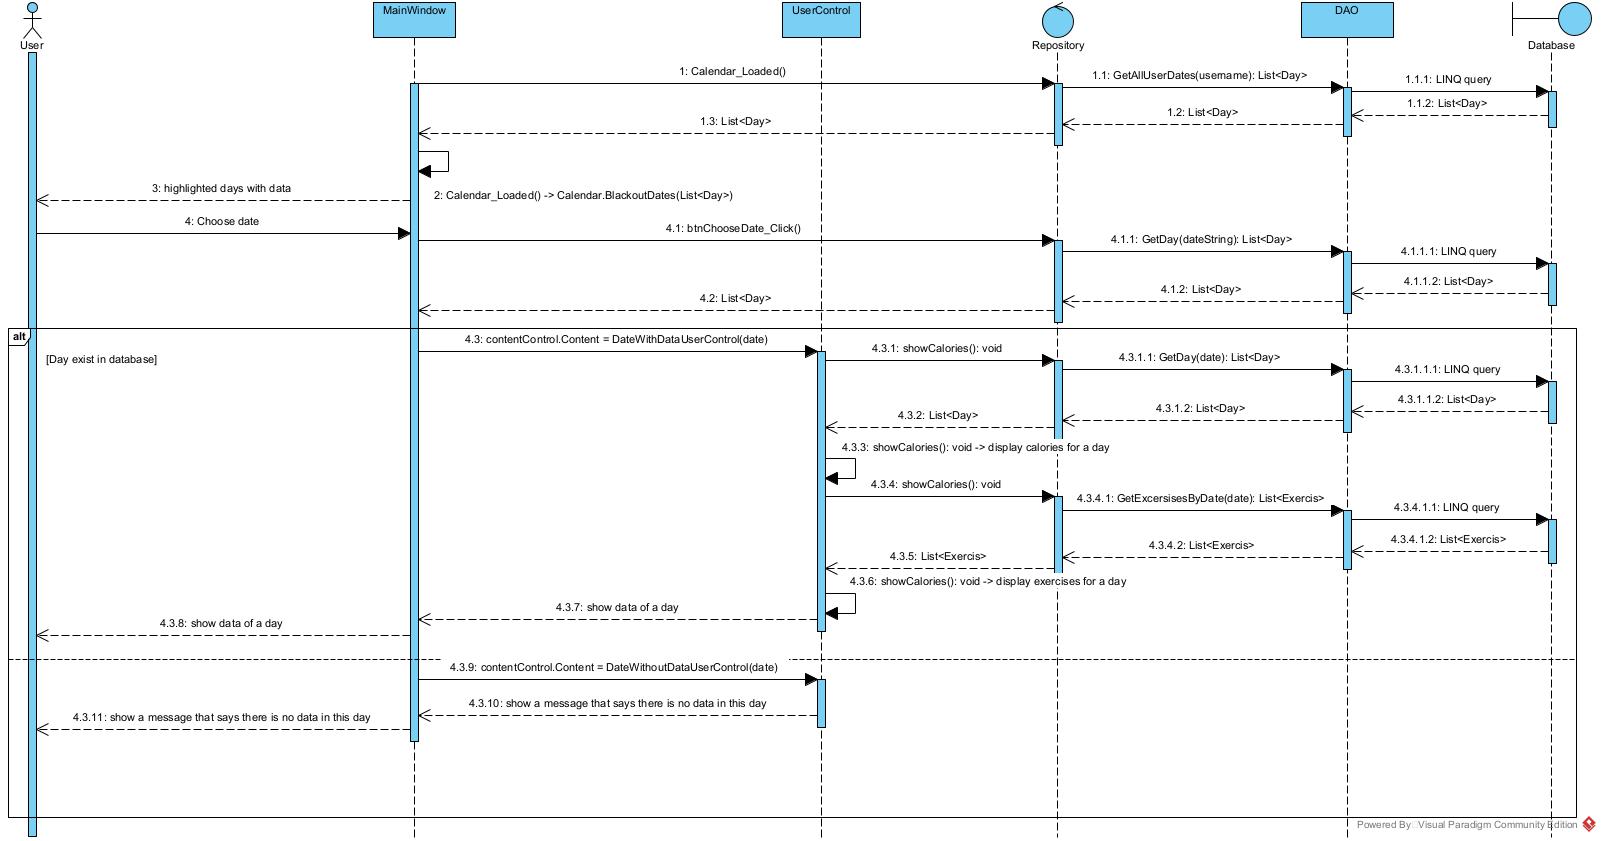 MainWindow
UserControl
DAO
User
Repository
Database
1: Calendar_Loaded()
1.1: GetAllUserDates(username): List<Day>
1.1.1: LINQ query
1.1.2: List<Day>
1.2: List<Day>
1.3: List<Day>
2: Calendar_Loaded() -> Calendar.BlackoutDates(List<Day>)
3: highlighted days with data
4: Choose date
4.1: btnChooseDate_Click()
4.1.1: GetDay(dateString): List<Day>
4.1.1.1: LINQ query
4.1.1.2: List<Day>
4.1.2: List<Day>
4.2: List<Day>
alt
[Day exist in database]
4.3: contentControl.Content = DateWithDataUserControl(date)
4.3.1: showCalories(): void
4.3.1.1: GetDay(date): List<Day>
4.3.1.1.1: LINQ query
4.3.1.1.2: List<Day>
4.3.1.2: List<Day>
4.3.2: List<Day>
4.3.3: showCalories(): void -> display calories for a day
4.3.4: showCalories(): void
4.3.4.1: GetExcersisesByDate(date): List<Exercis>
4.3.4.1.1: LINQ query
4.3.4.1.2: List<Exercis>
4.3.4.2: List<Exercis>
4.3.5: List<Exercis>
4.3.6: showCalories(): void -> display exercises for a day
4.3.7: show data of a day
4.3.8: show data of a day
4.3.9: contentControl.Content = DateWithoutDataUserControl(date)
4.3.10: show a message that says there is no data in this day
4.3.11: show a message that says there is no data in this day
Powered By: Visual Paradigm Community Edition